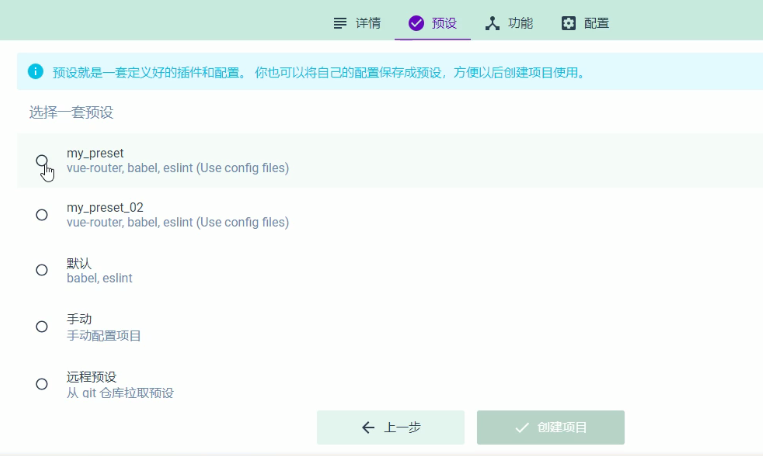 详情 预设 功能 配置
预设就是一套定义好的插件和配置。 你也可以将自己的配置保存成预设，方便以后创建项目使用。
选择一套预设
my_preset
vue-router, babel, eslint (Use config files)
my_preset_02
vue-router, babel, eslint (Use config files)
默认
babel, eslint
手动
手动配置项目
远程预设
从 git 仓库拉取预设
上一步 创建项目